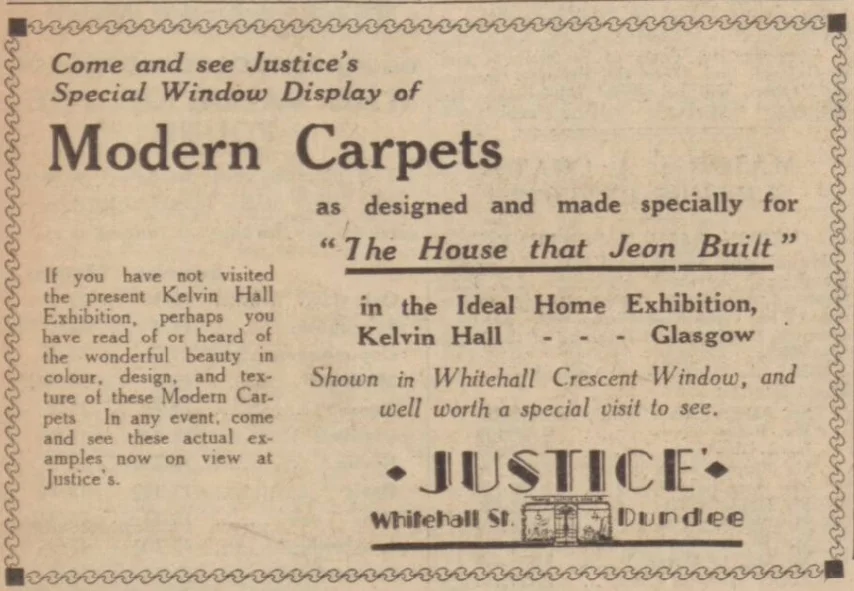 Come and see Justice's
Special Window Display of
Modern Carpets
as designed and made specially for
"The House that Jean Built"
in the Ideal Home Exhibition,
Kelvin Hall - - - Glasgow
Shown in Whitehall Crescent Window, and
well worth a special visit to see.
If you have not visited
the present Kelvin Hall
Exhibition, perhaps you
have read of or heard of
the wonderful beauty in
colour, design, and tex-
ture of these Modern Car-
pets In any event, come
and see these actual ex-
amples now on view at
Justice's.
JUSTICE'
Whitehall St. Dundee